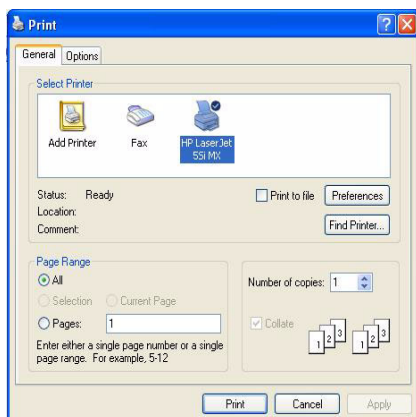 Print
General Options
Select Printer
Add Printer Fax HP LaserJet 5Si MX
Status: Ready
Location:
Comment:
Print to file Preferences
Find Printer...
Page Range
All
Selection Current Page
Pages: 1
Enter either a single page number or a single
page range. For example, 5-12
Number of copies: 1
Collate
1 2 3 1 2 3
Print Cancel Apply